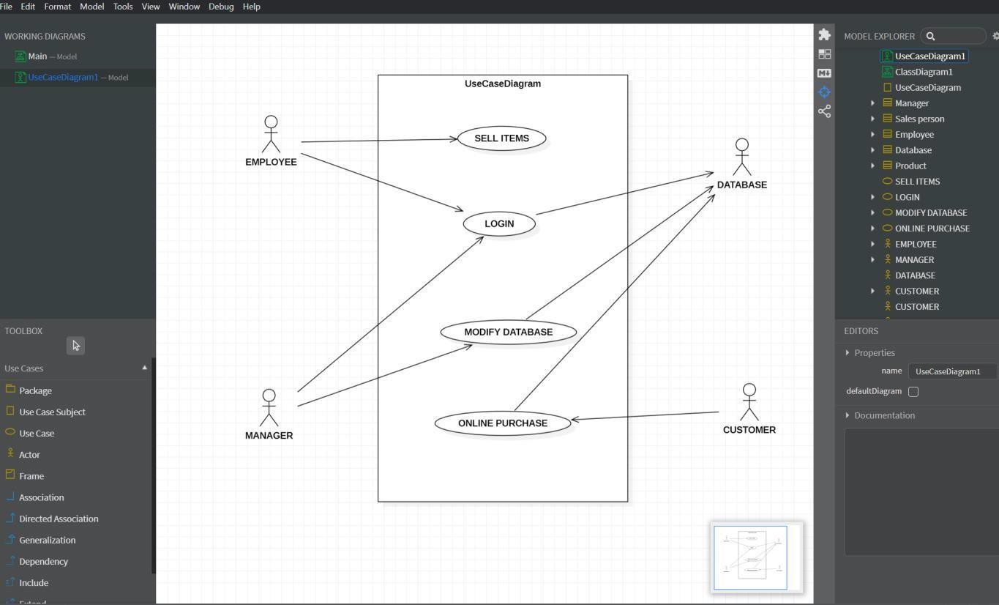 File Edit Format Model Tools View Window Debug Help
WORKING DIAGRAMS
Main — Model
UseCaseDiagram1 — Model
TOOLBOX
Use Cases
Package
Use Case Subject
Use Case
Actor
Frame
Association
Directed Association
Generalization
Dependency
Include
Extend
UseCaseDiagram
EMPLOYEE
SELL ITEMS
DATABASE
LOGIN
MODIFY DATABASE
MANAGER
ONLINE PURCHASE
CUSTOMER
MODEL EXPLORER
UseCaseDiagram1
ClassDiagram1
UseCaseDiagram
Manager
Sales person
Employee
Database
Product
SELL ITEMS
LOGIN
MODIFY DATABASE
ONLINE PURCHASE
EMPLOYEE
MANAGER
DATABASE
CUSTOMER
CUSTOMER
EDITORS
Properties
name UseCaseDiagram1
defaultDiagram
Documentation